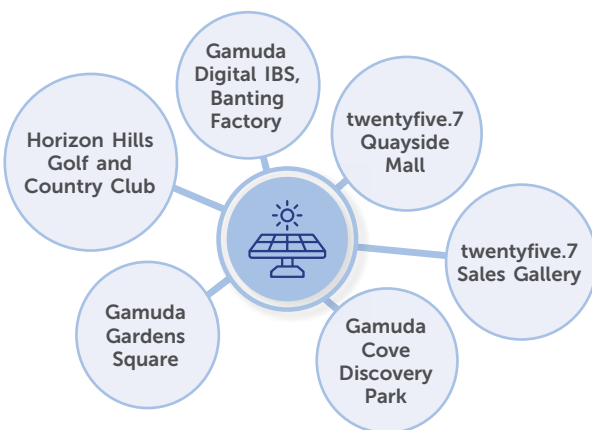 Gamuda
Digital IBS,
Banting
Factory
twentyfive.7
Quayside
Mall
Horizon Hills
Golf and
Country Club
twentyfive.7
Sales Gallery
Gamuda
Gardens
Square
Gamuda
Cove
Discovery
Park